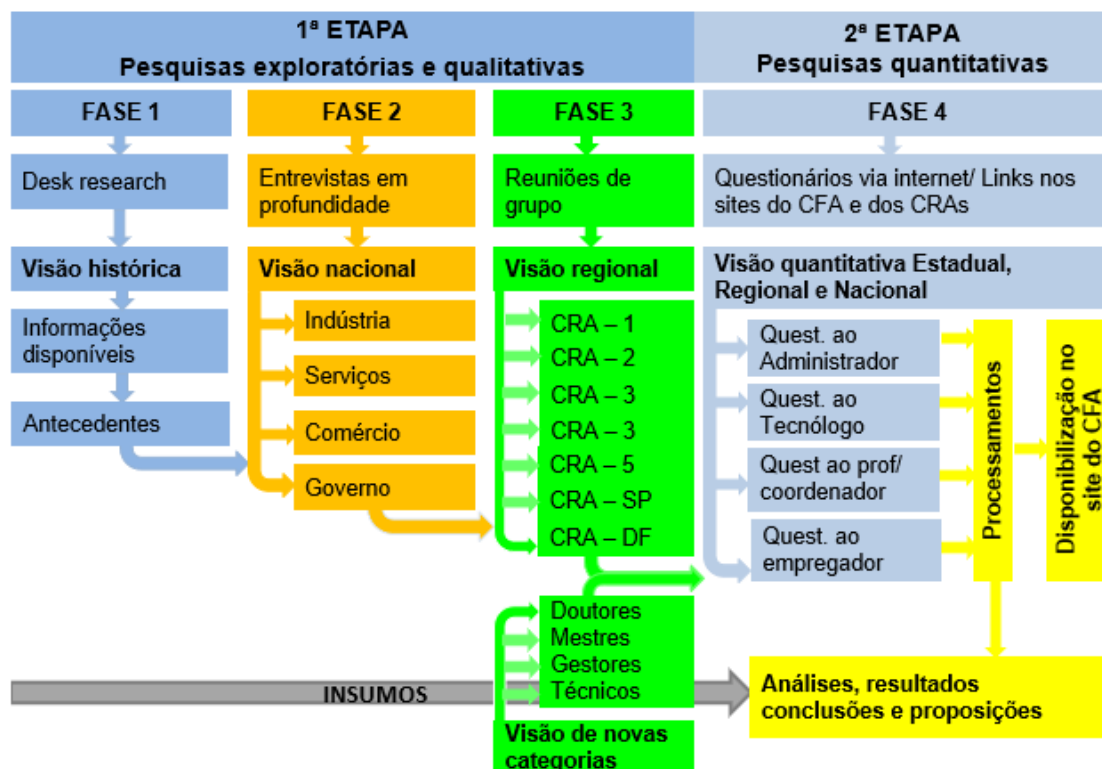 1ª ETAPA
Pesquisas exploratórias e qualitativas
2ª ETAPA
Pesquisas quantitativas
FASE 1
FASE 2
FASE 3
FASE 4
Desk research
Entrevistas em
profundidade
Reuniões de
grupo
Questionários via internet/ Links nos
sites do CFA e dos CRAs
Visão histórica
Visão nacional
Visão regional
Visão quantitativa Estadual,
Regional e Nacional
Informações
disponíveis
Antecedentes
Indústria
Serviços
Comércio
Governo
CRA – 1
CRA – 2
CRA – 3
CRA – 3
CRA – 5
CRA – SP
CRA – DF
Quest. ao
Administrador
Quest. ao
Tecnólogo
Quest ao prof/
coordenador
Quest. ao
empregador
Processamentos
Disponibilização no
site do CFA
Doutores
Mestres
Gestores
Técnicos
INSUMOS
Visão de novas
categorias
Análises, resultados
conclusões e proposições